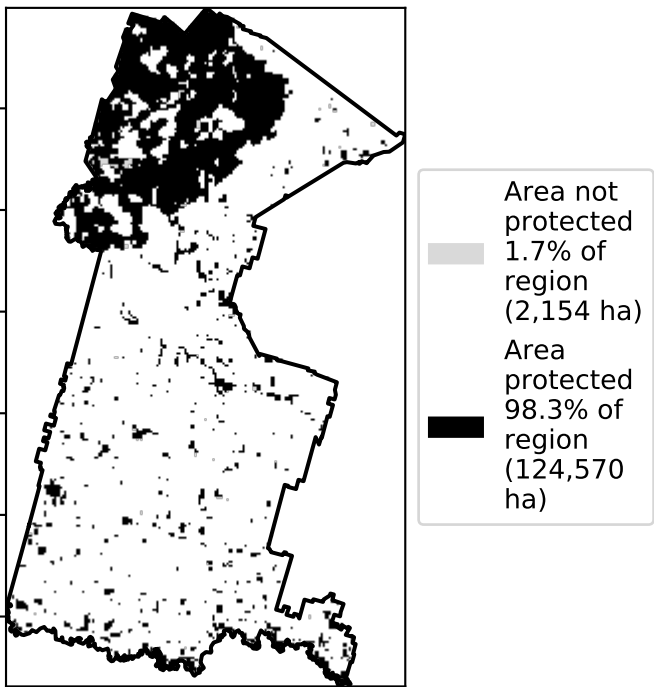 Area not
protected
1.7% of
region
(2,154 ha)
Area
protected
98.3% of
region
(124,570
ha)